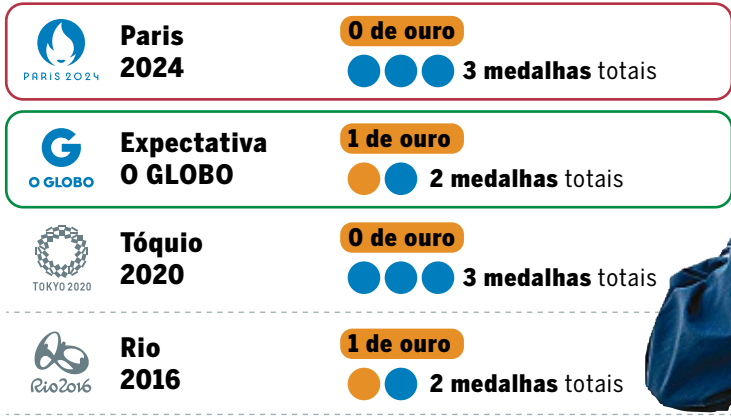 PARIS 2024
Paris
2024
0 de ouro
3 medalhas totais
G
O GLOBO
Expectativa
O GLOBO
1 de ouro
2 medalhas totais
TOKYO 2020
Tóquio
2020
0 de ouro
3 medalhas totais
Rio2016
Rio
2016
1 de ouro
2 medalhas totais